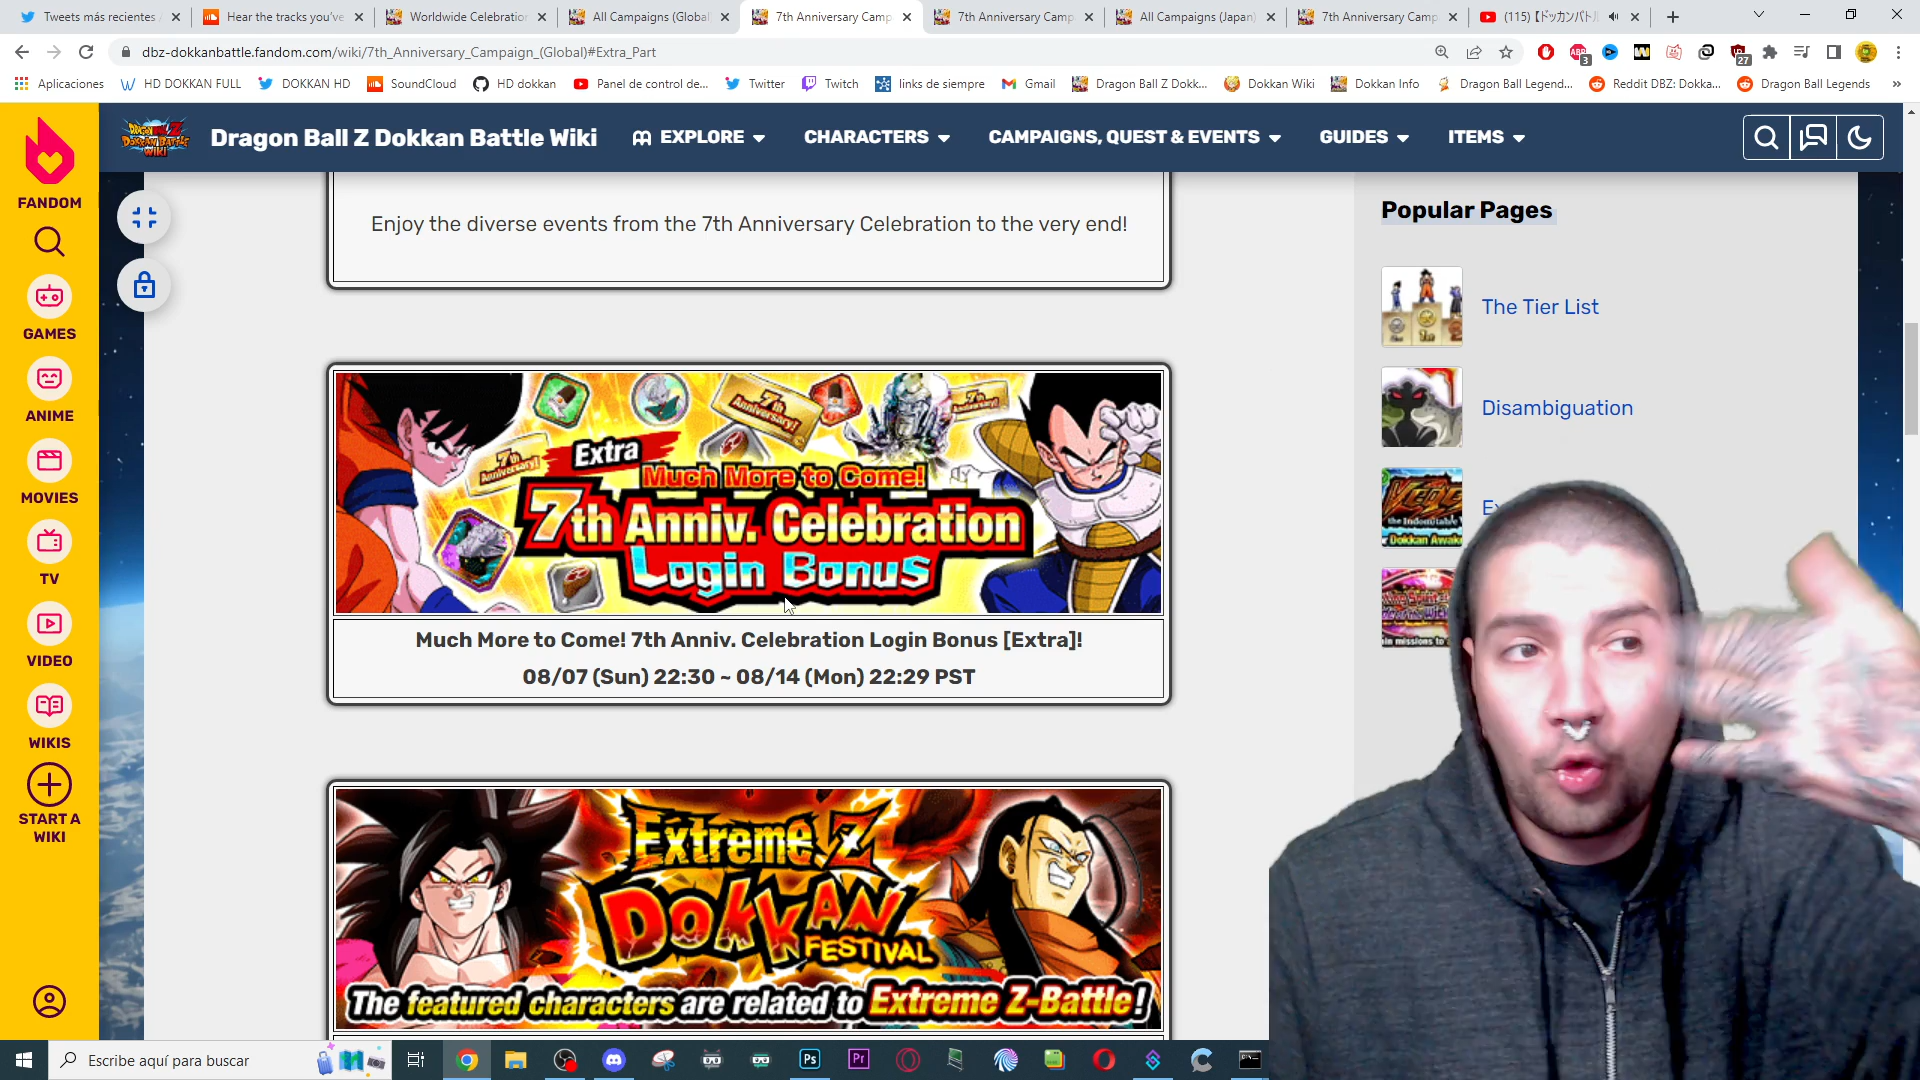 Tweets más recientes
Hear the tracks you've
Worldwide Celebration
All Campaigns (Global)
7th Anniversary Camp
7th Anniversary Camp
All Campaigns (Japan)
7th Anniversary Camp
(115)【ドッカンバトル
dbz-dokkanbattle.fandom.com/wiki/7th_Anniversary_Campaign_(Global)#Extra_Part
Aplicaciones
HD DOKKAN FULL
DOKKAN HD
SoundCloud
HD dokkan
Panel de control de...
Twitter
Twitch
links de siempre
Gmail
Dragon Ball Z Dokk...
Dokkan Wiki
Dokkan Info
Dragon Ball Legend...
Reddit DBZ: Dokka...
Dragon Ball Legends
Dragon Ball Z Dokkan Battle Wiki
EXPLORE
CHARACTERS
CAMPAIGNS, QUEST & EVENTS
GUIDES
ITEMS
FANDOM
GAMES
ANIME
MOVIES
TV
VIDEO
WIKIS
START A
WIKI
Enjoy the diverse events from the 7th Anniversary Celebration to the very end!
7th
Anniversary!
Extra
Much More to Come!
7th Anniv. Celebration
Login Bonus
Much More to Come! 7th Anniv. Celebration Login Bonus [Extra]!
08/07 (Sun) 22:30 ~ 08/14 (Mon) 22:29 PST
Extreme Z
DOKKAN
FESTIVAL
The featured characters are related to Extreme Z-Battle!
Popular Pages
The Tier List
Disambiguation
Escribe aquí para buscar
Ps
Pr